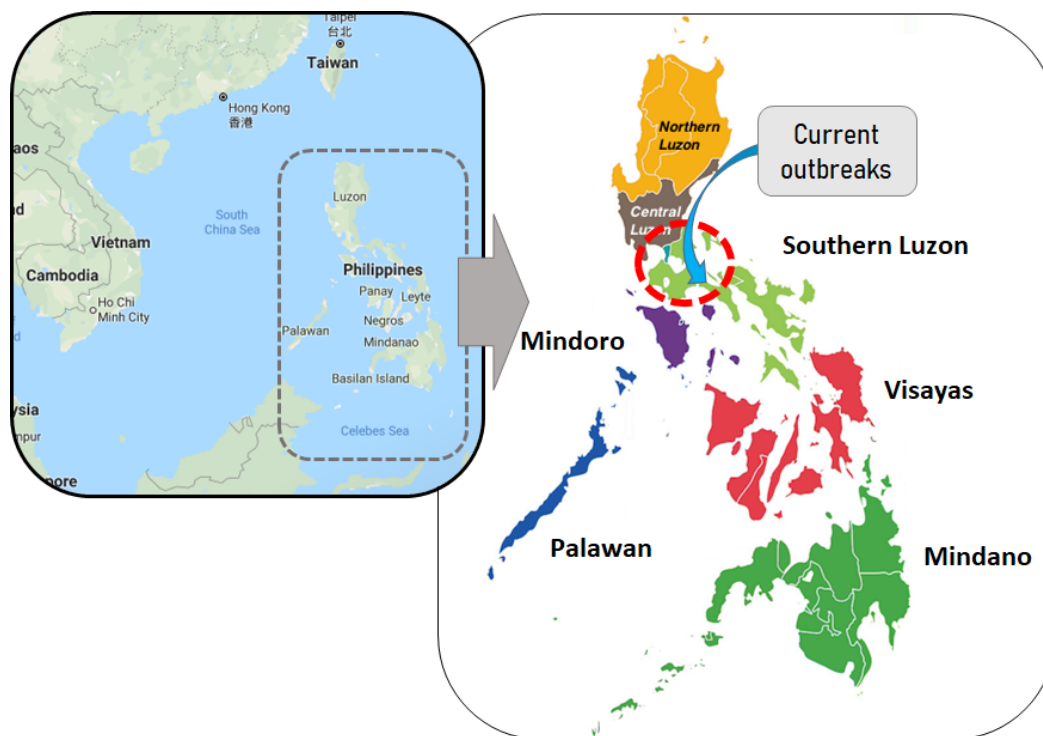 Taipei
台北
Taiwan
Hong Kong
香港
aos
South
China Sea
Vietnam
Cambodia
Ho Chi
Minh City
Luzon
Philippines
Panay
Leyte
Negros
Palawan
Mindanao
Basilan Island
Celebes Sea
ysia
mpur
pore
Northern
Luzon
Central
Luzon
Current
outbreaks
Southern Luzon
Mindoro
Visayas
Palawan
Mindano